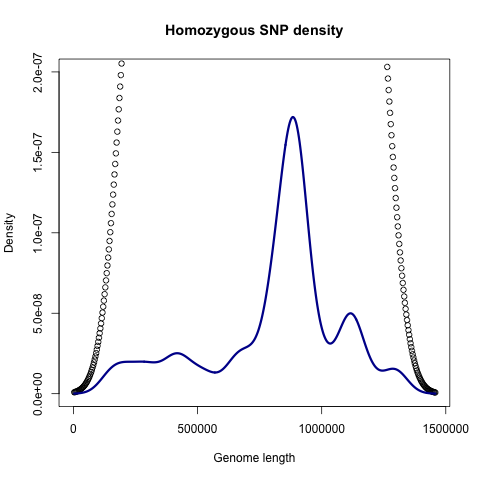 Homozygous SNP density
Density
0.0e+00
5.0e-08
1.0e-07
1.5e-07
2.0e-07
0
500000
1000000
1500000
Genome length